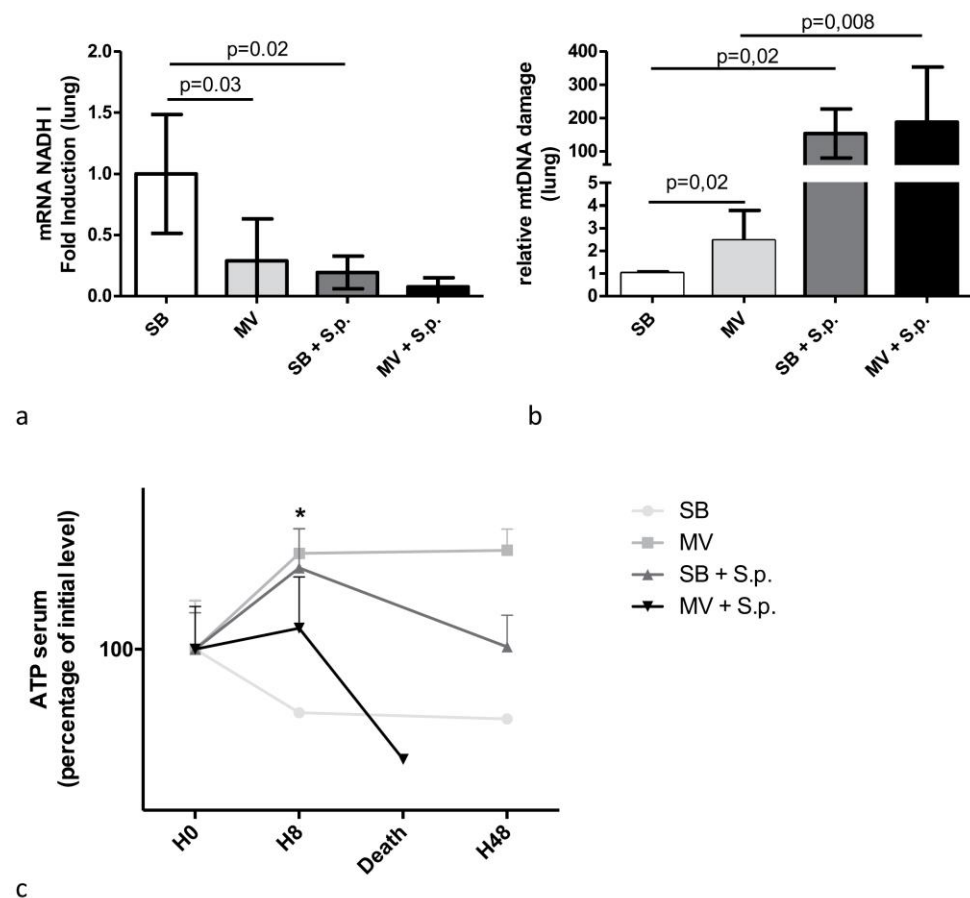 mRNA NADH I
Fold Induction (lung)
2.0
1.5
1.0
0.5
0.0
p=0.02
p=0.03
SB
MV
SB + S.p.
MV + S.p.
a
relative mtDNA damage
(lung)
400
300
200
100
5
4
3
2
1
0
p=0,008
p=0,02
p=0,02
SB
MV
SB + S.p.
MV + S.p.
b
ATP serum
(percentage of initial level)
100
*
H0
H8
Death
H48
SB
MV
SB + S.p.
MV + S.p.
c